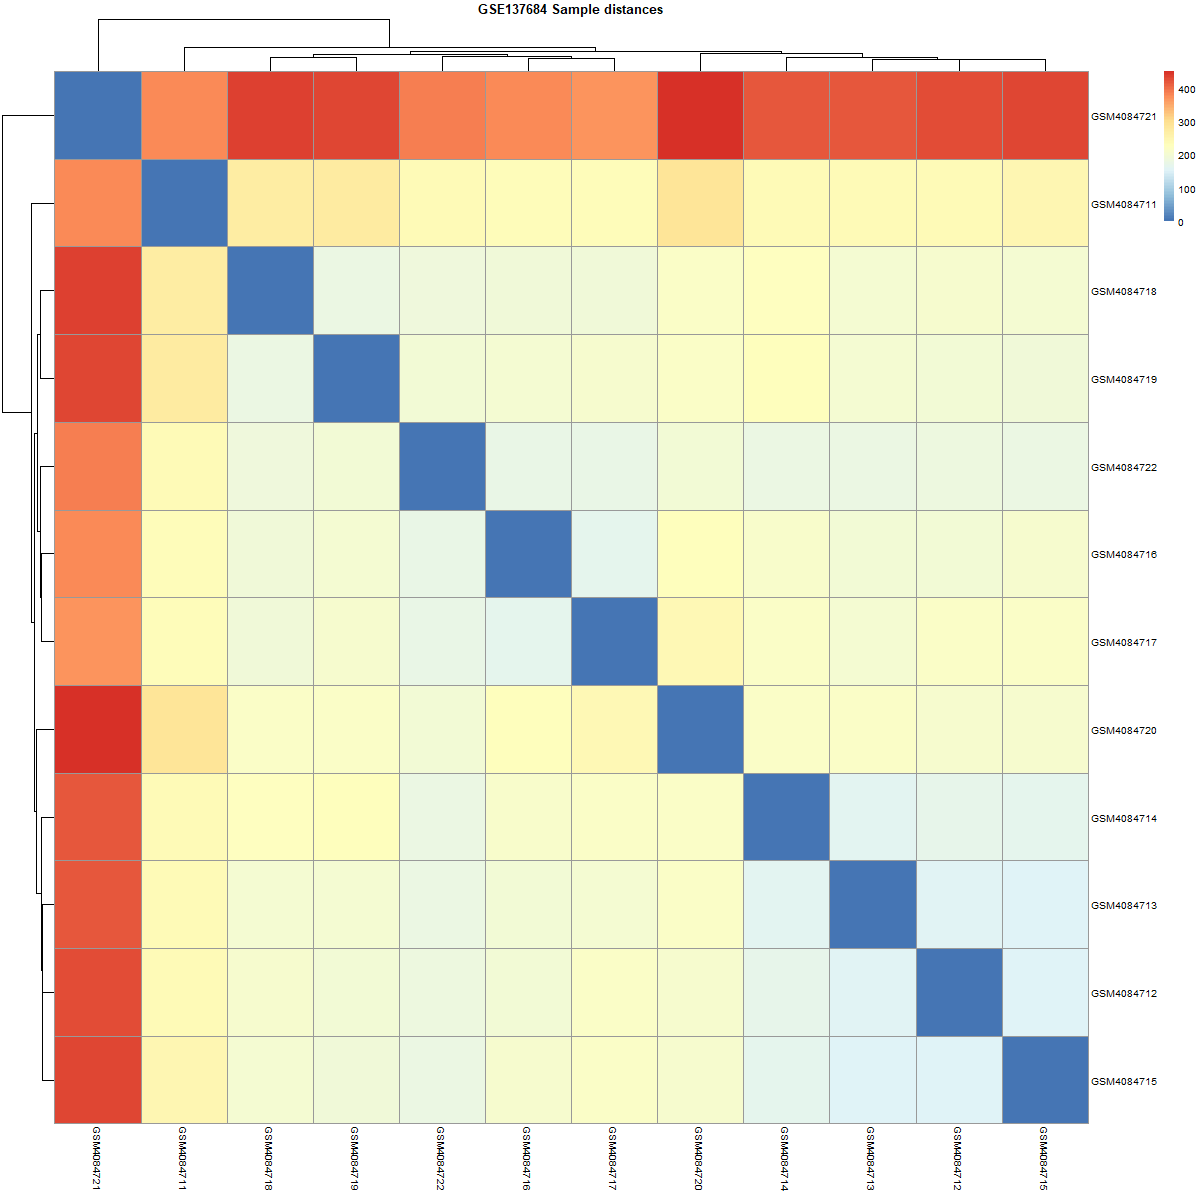 GSE137684 Sample distances
400
300
200
100
0
GSM4084721
GSM4084711
GSM4084718
GSM4084719
GSM4084722
GSM4084716
GSM4084717
GSM4084720
GSM4084714
GSM4084713
GSM4084712
GSM4084715
GSM4084721
GSM4084711
GSM4084718
GSM4084719
GSM4084722
GSM4084716
GSM4084717
GSM4084720
GSM4084714
GSM4084713
GSM4084712
GSM4084715